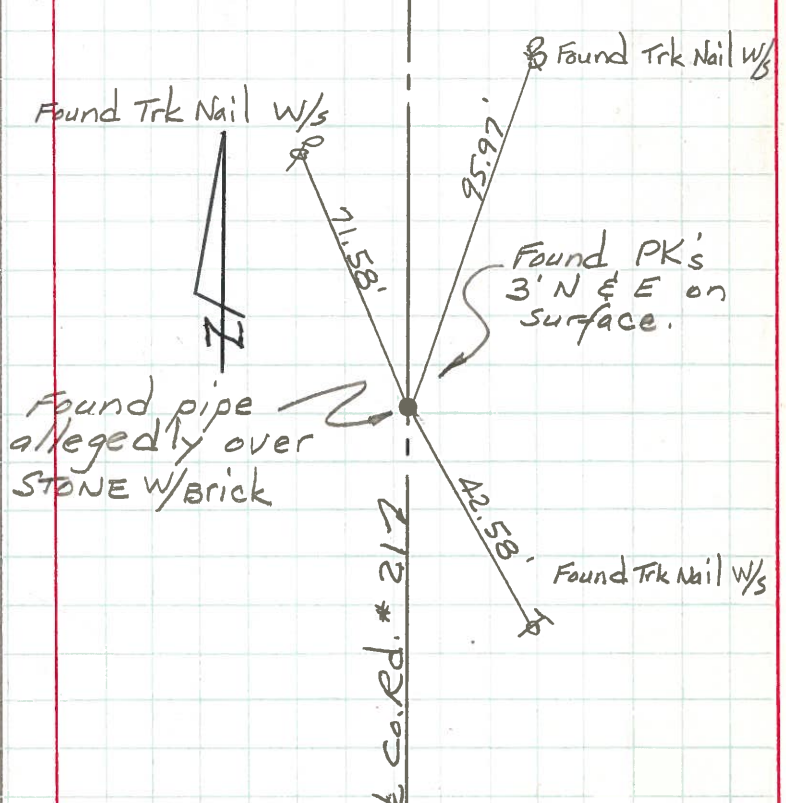 Found Trk Nail W/s
Found Trk Nail W/s
71.58'
95.97'
Found PK's
3' N & E on
surface.
N
Found pipe
allegedly over
STONE W/Brick
42.58'
Found Trk Nail W/s
Co. Rd. # 217